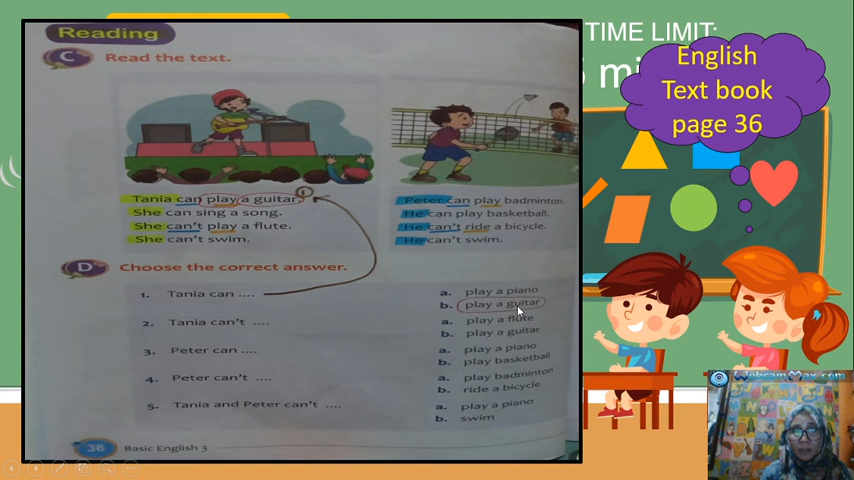 TIME LIMIT:
English
Text book
page 36
Reading
C Read the text.
Tania can play a guitar.
1
She can sing a song.
She can't play a flute.
She can't swim.
Peter can play badminton.
He can play basketball.
He can't ride a bicycle.
He can't swim.
D Choose the correct answer.
1. Tania can ....
a. play a piano
b. play a guitar
2. Tania can't ....
a. play a flute
b. play a guitar
3. Peter can ....
a. play a piano
b. play basketball
4. Peter can't ....
a. play badminton
b. ride a bicycle
5. Tania and Peter can't ....
a. play a piano
b. swim
36 Basic English 3
WebcamMax.com